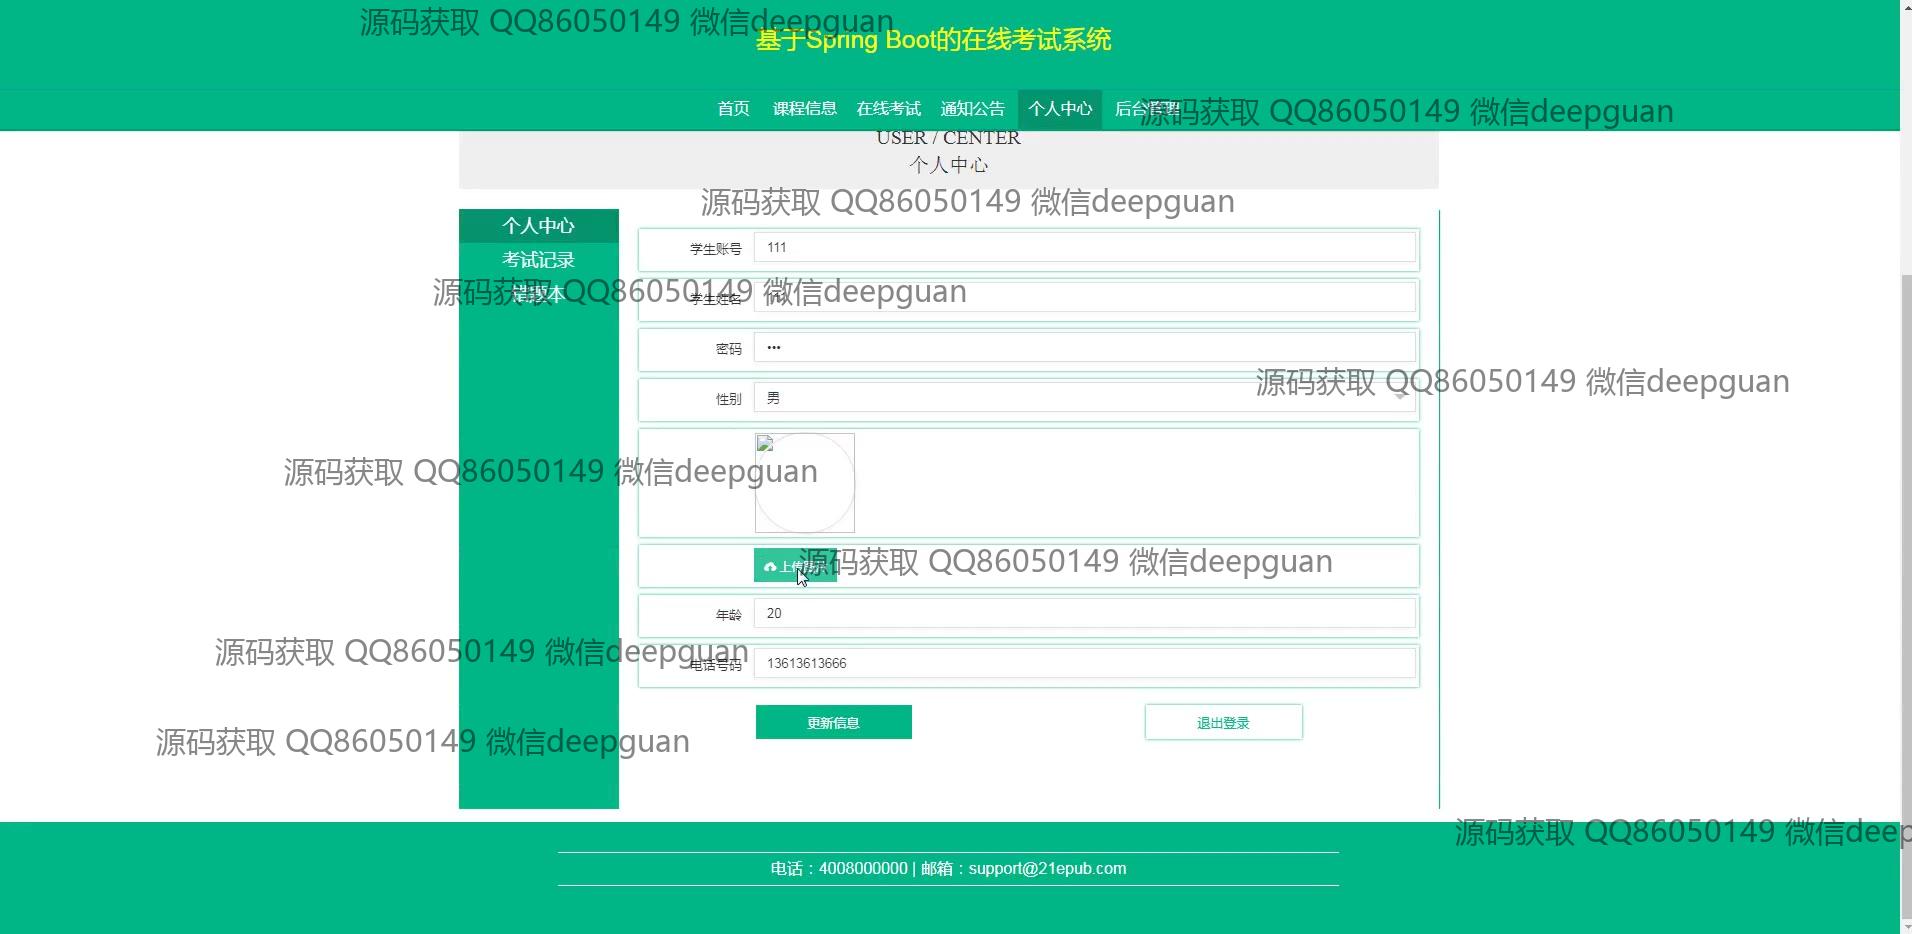 源码获取 QQ86050149 微信deepguan
基于Spring Boot的在线考试系统
首页 课程信息 在线考试 通知公告 个人中心 后台管理
源码获取 QQ86050149 微信deepguan
USER / CENTER
个人中心
源码获取 QQ86050149 微信deepguan
个人中心
学生账号 111
考试记录
源码获取 QQ86050149 微信deepguan
错题本
学生姓名
密码 •••
源码获取 QQ86050149 微信deepguan
性别 男
源码获取 QQ86050149 微信deepguan
源码获取 QQ86050149 微信deepguan
年龄 20
源码获取 QQ86050149 微信deepguan
电话号码 13613613666
更新信息 退出登录
源码获取 QQ86050149 微信deepguan
源码获取 QQ86050149 微信deep
电话：4008000000 | 邮箱：support@21epub.com